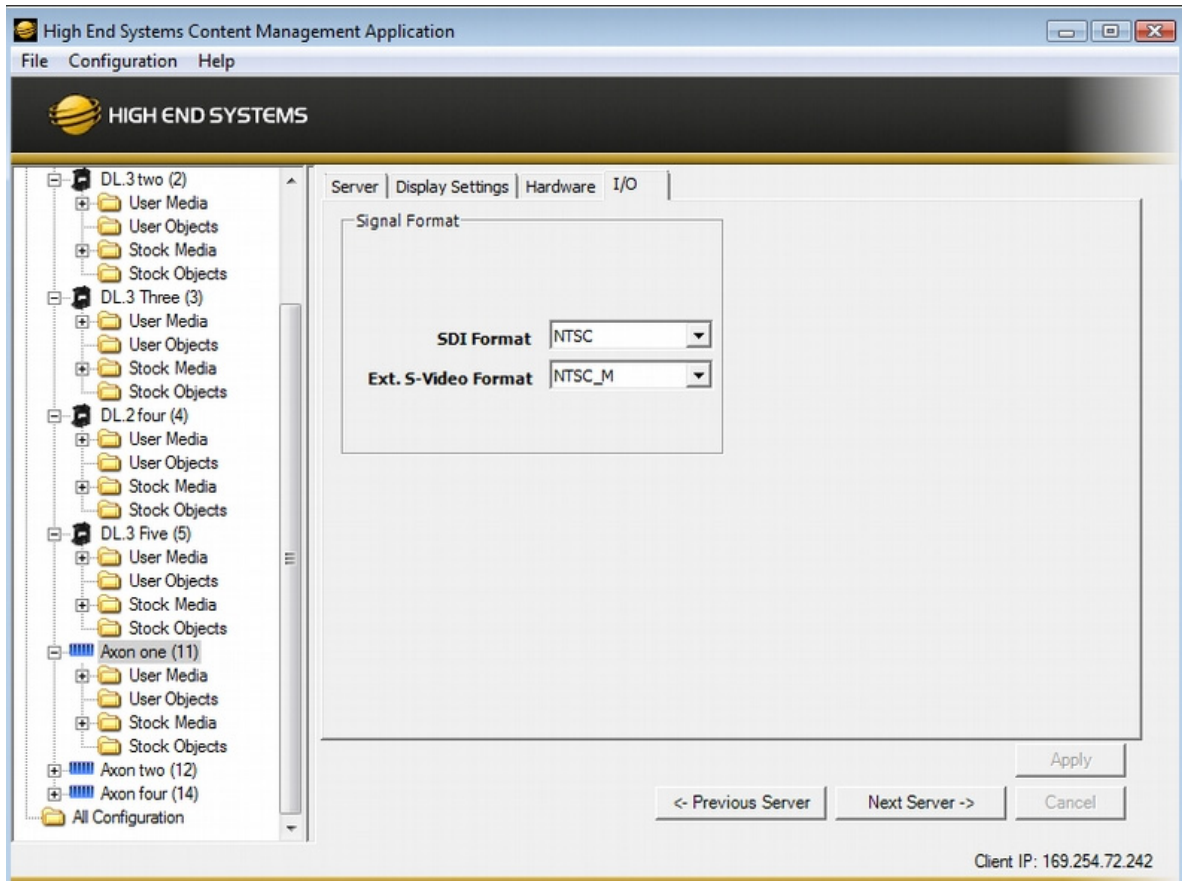 High End Systems Content Management Application
File Configuration Help
HIGH END SYSTEMS
DL.3 two (2)
User Media
User Objects
Stock Media
Stock Objects
DL.3 Three (3)
User Media
User Objects
Stock Media
Stock Objects
DL.2 four (4)
User Media
User Objects
Stock Media
Stock Objects
DL.3 Five (5)
User Media
User Objects
Stock Media
Stock Objects
Axon one (11)
User Media
User Objects
Stock Media
Stock Objects
Axon two (12)
Axon four (14)
All Configuration
Server Display Settings Hardware I/O
Signal Format
SDI Format NTSC
Ext. S-Video Format NTSC_M
Apply
<- Previous Server Next Server -> Cancel
Client IP: 169.254.72.242